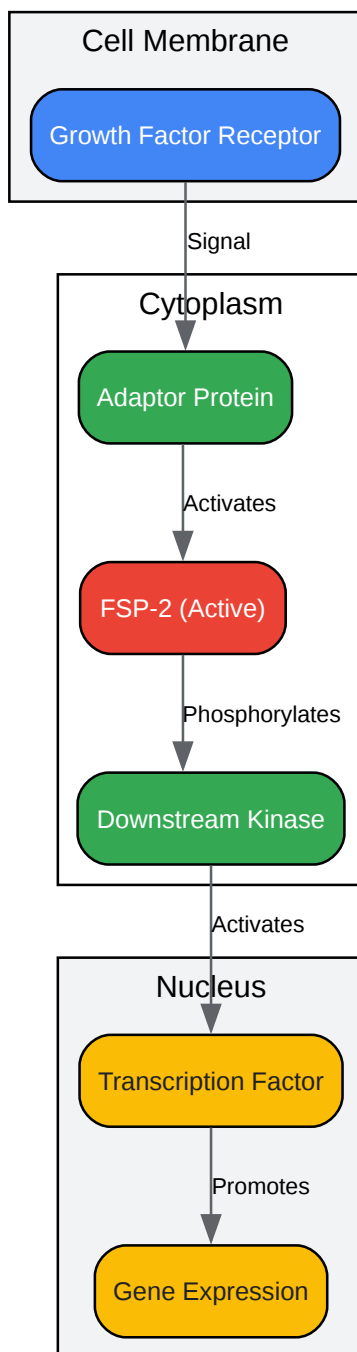 Cell Membrane
Growth Factor Receptor
Signal
Cytoplasm
Adaptor Protein
Activates
FSP-2 (Active)
Phosphorylates
Downstream Kinase
Activates
Nucleus
Transcription Factor
Promotes
Gene Expression